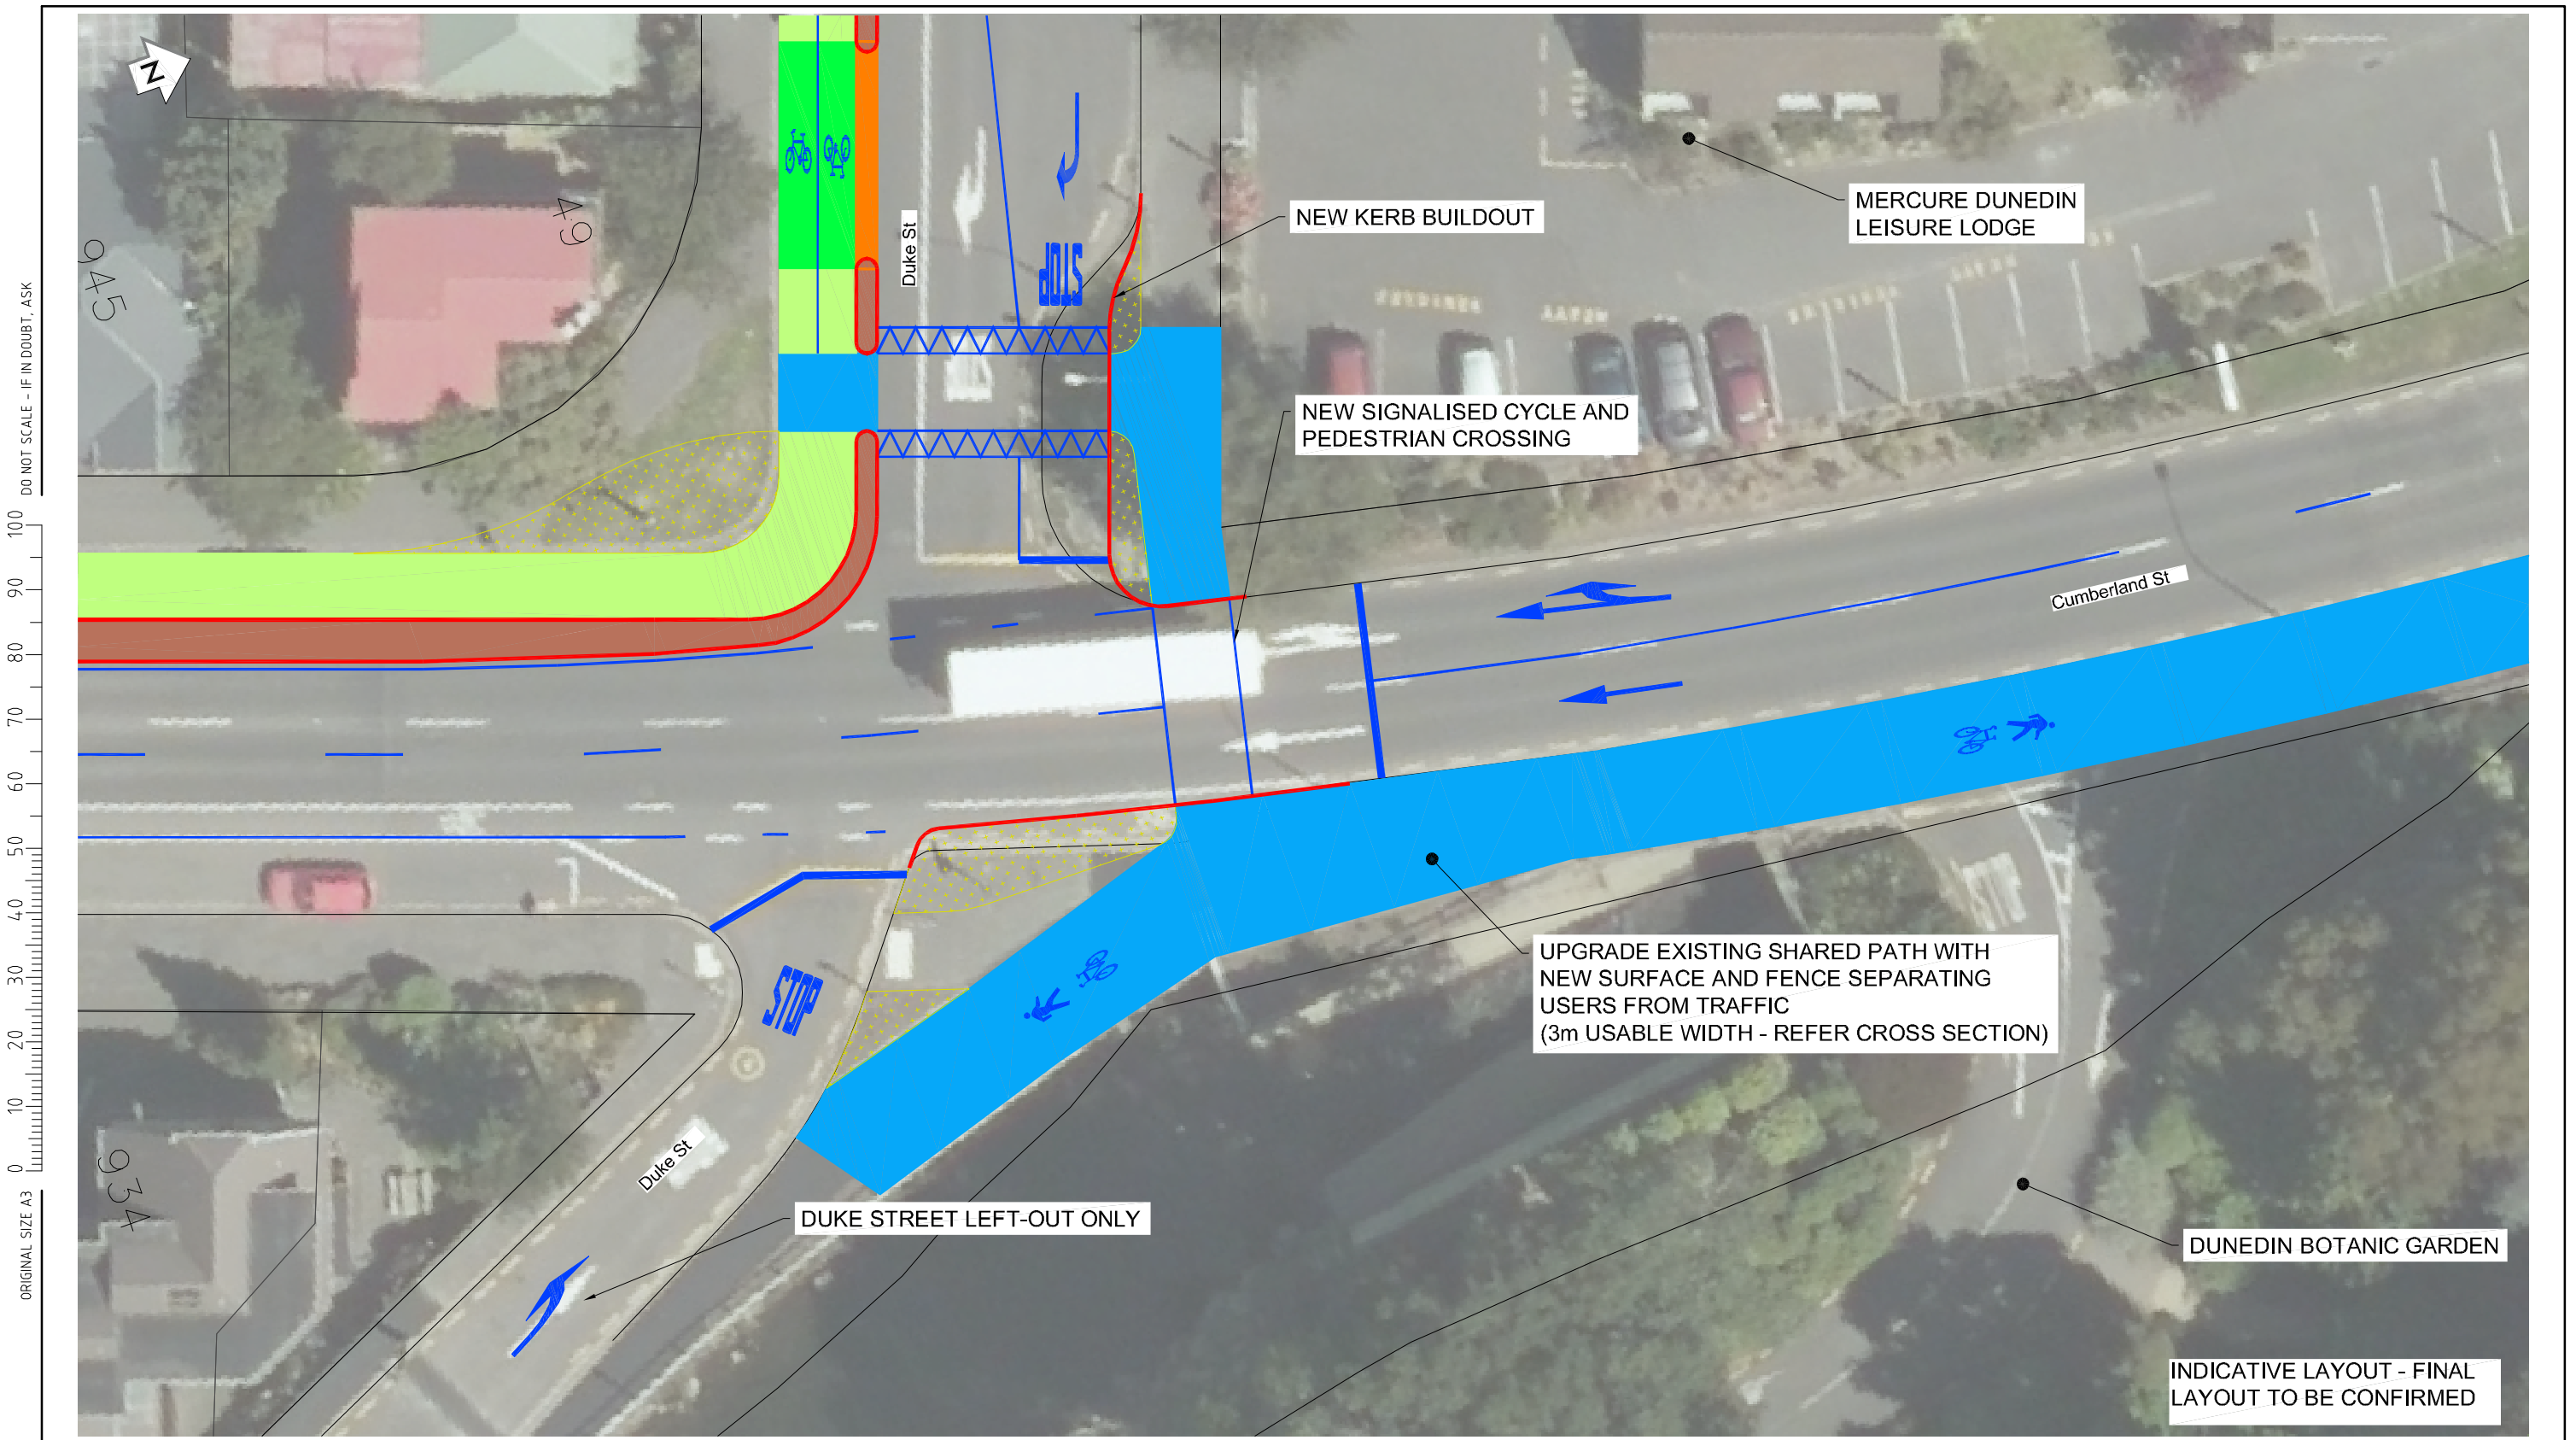 N
49
945
Duke St
STOP
NEW KERB BUILDOUT
MERCURE DUNEDIN
LEISURE LODGE
NEW SIGNALISED CYCLE AND
PEDESTRIAN CROSSING
Cumberland St
UPGRADE EXISTING SHARED PATH WITH
NEW SURFACE AND FENCE SEPARATING
USERS FROM TRAFFIC
(3m USABLE WIDTH - REFER CROSS SECTION)
STOP
Duke St
934
DUKE STREET LEFT-OUT ONLY
DUNEDIN BOTANIC GARDEN
INDICATIVE LAYOUT - FINAL
LAYOUT TO BE CONFIRMED
DO NOT SCALE - IF IN DOUBT, ASK
100
90
80
70
60
50
40
30
20
10
0
ORIGINAL SIZE A3